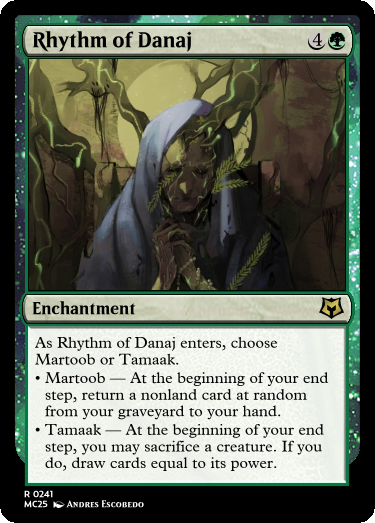 Rhythm of Danaj 4
Enchantment
As Rhythm of Danaj enters, choose
Martoob or Tamaak.
• Martoob — At the beginning of your end
step, return a nonland card at random
from your graveyard to your hand.
• Tamaak — At the beginning of your end
step, you may sacrifice a creature. If you
do, draw cards equal to its power.
R 0241
MC25 Andres Escobedo